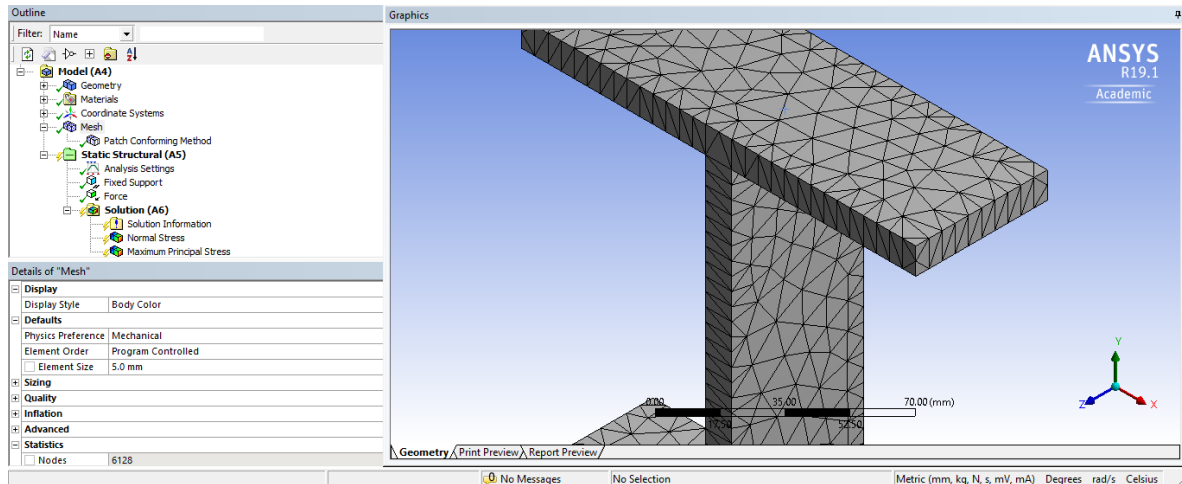 Outline
Filter: Name
Model (A4)
Geometry
Materials
Coordinate Systems
Mesh
Patch Conforming Method
Static Structural (A5)
Analysis Settings
Fixed Support
Force
Solution (A6)
Solution Information
Normal Stress
Maximum Principal Stress
Details of "Mesh"
Display
Display Style Body Color
Defaults
Physics Preference Mechanical
Element Order Program Controlled
Element Size 5.0 mm
Sizing
Quality
Inflation
Advanced
Statistics
Nodes 6128
Graphics
ANSYS
R19.1
Academic
Y
Z X
0.00 35.00 70.00 (mm)
17.50 52.50
Geometry Print Preview Report Preview
0 No Messages No Selection Metric (mm, kg, N, s, mV, mA) Degrees rad/s Celsius